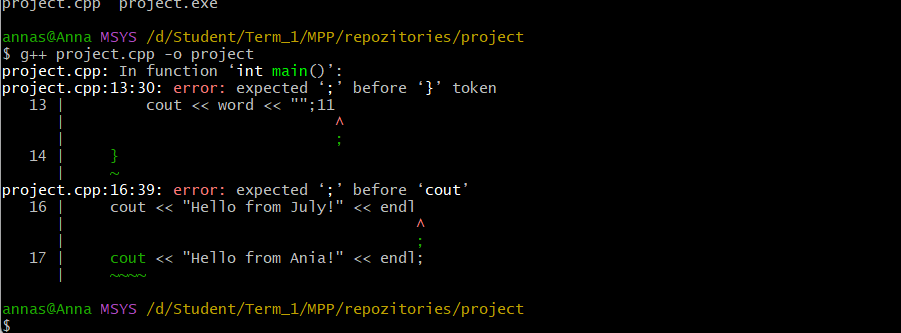 project.cpp  project.exe
annas@Anna MSYS /d/Student/Term_1/MPP/repozitories/project
$ g++ project.cpp -o project
project.cpp: In function ‘int main()’:
project.cpp:13:30: error: expected ‘;’ before ‘}’ token
   13 |         cout << word << "";11
      |                              ^
      |                              ;
   14 |     }
      |     ~
project.cpp:16:39: error: expected ‘;’ before ‘cout’
   16 |     cout << "Hello from July!" << endl
      |                                       ^
      |                                       ;
   17 |     cout << "Hello from Ania!" << endl;
      |     ~~~~
annas@Anna MSYS /d/Student/Term_1/MPP/repozitories/project
$